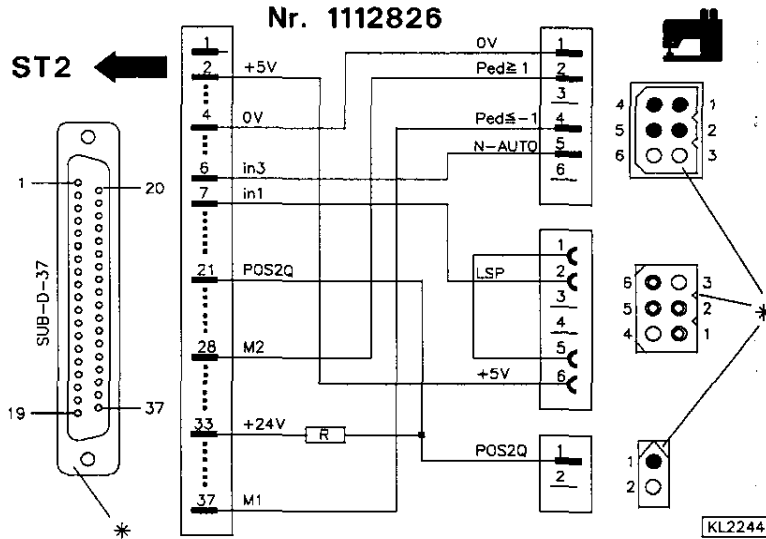 Nr. 1112826
ST2
1
2 +5V
4 0V
6 in3
7 in1
21 POS2Q
28 M2
33 +24V
R
37 M1
1 20
SUB-D-37
19 37
0V 1
Ped≧1 2
3
Ped≦-1 4
N-AUTO 5
6
1
LSP 2
3
4
5
+5V 6
POS2Q 1
2
4 1
5 2
6 3
6 3
5 2
4 1
1
2
KL2244